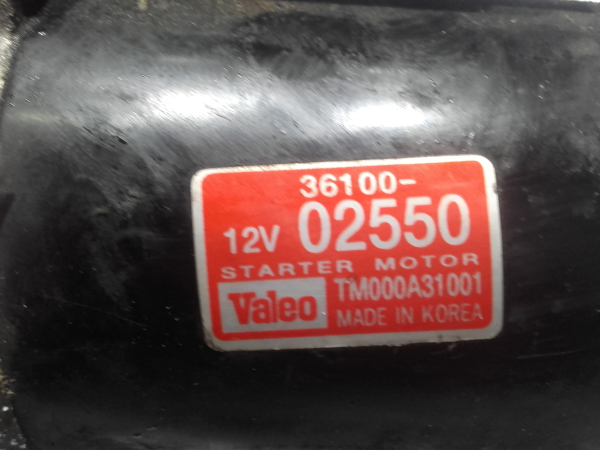 36100-
12V 02550
STARTER MOTOR
Valeo TM000A31001
MADE IN KOREA